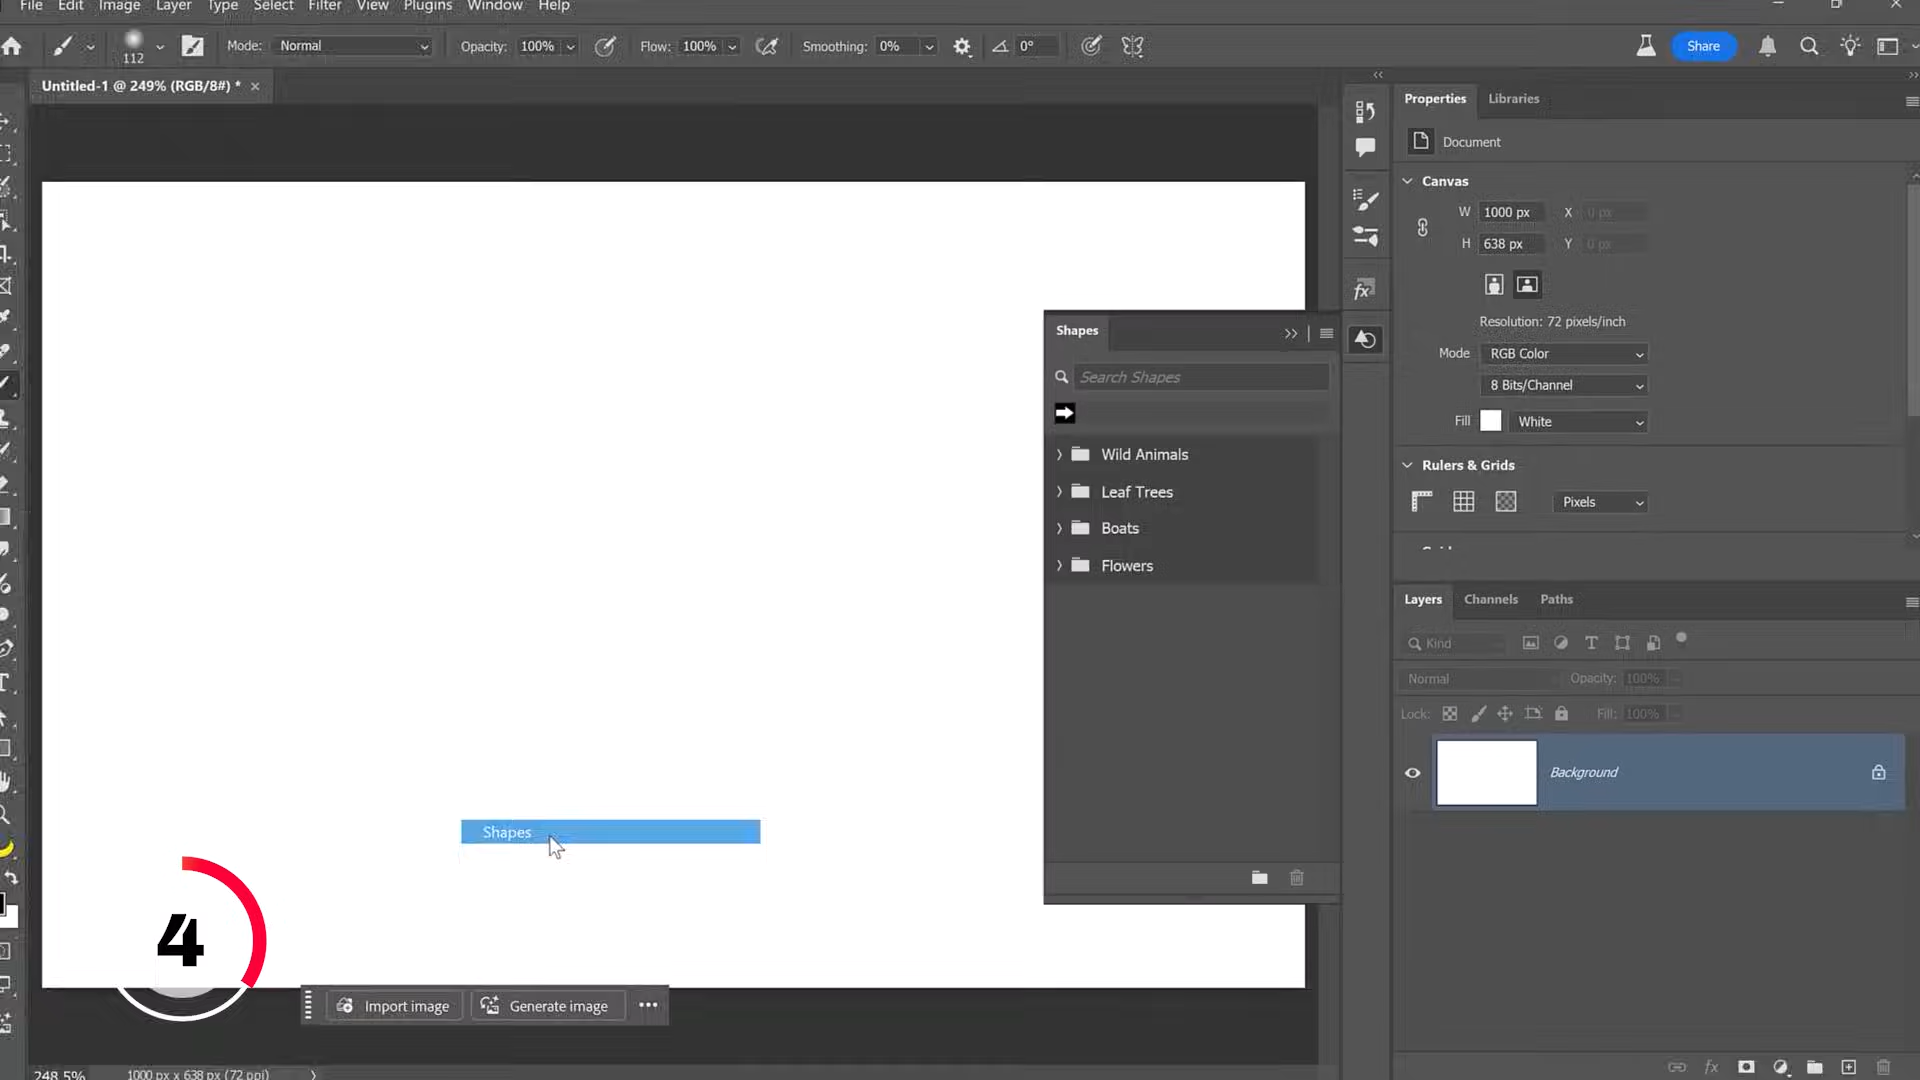 File Edit Image Layer Type Select Filter View Plugins Window Help
112 Mode: Normal Opacity: 100% Flow: 100% Smoothing: 0% 0° Share
Untitled-1 @ 249% (RGB/8#) *
Properties Libraries
Document
Canvas
W 1000 px X 0 px
H 638 px Y 0 px
Resolution: 72 pixels/inch
Mode RGB Color
8 Bits/Channel
Fill White
Rulers & Grids
Pixels
Shapes
Search Shapes
Wild Animals
Leaf Trees
Boats
Flowers
Layers Channels Paths
Kind
Normal Opacity: 100%
Lock: Fill: 100%
Background
Shapes
4
Import image Generate image
248.5% 1000 px x 638 px (72 ppi)